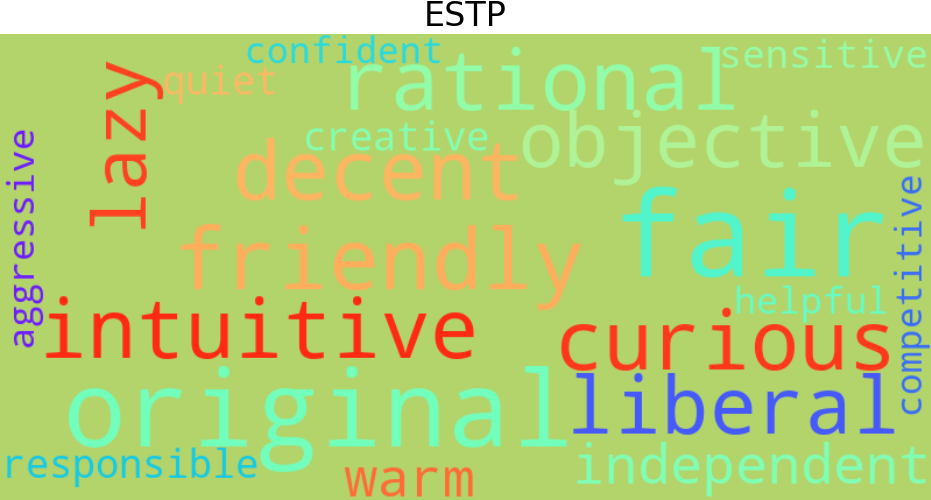 ESTP
confident
sensitive
quiet
rational
lazy
creative
objective
decent
aggressive
fair
friendly
competitive
helpful
intuitive
curious
original
liberal
responsible
independent
warm